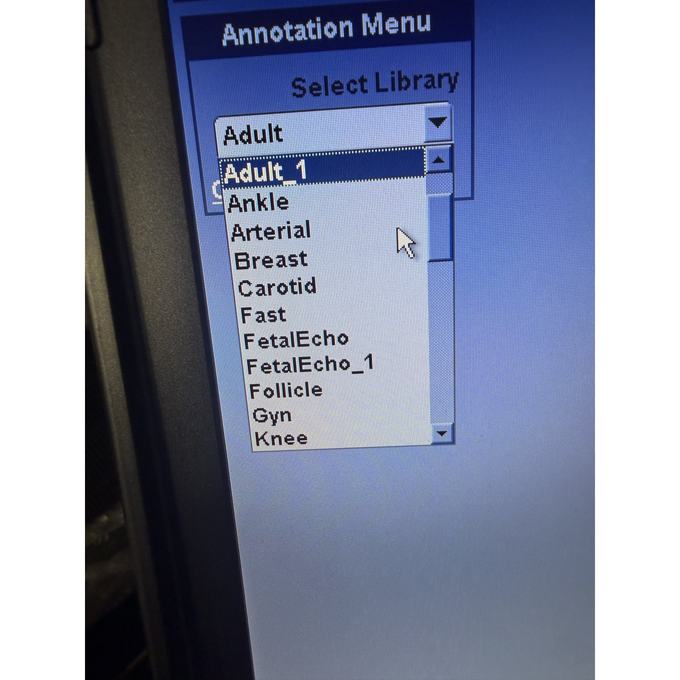 Annotation Menu
Select Library
Adult
Adult_1
Ankle
Arterial
Breast
Carotid
Fast
FetalEcho
FetalEcho_1
Follicle
Gyn
Knee